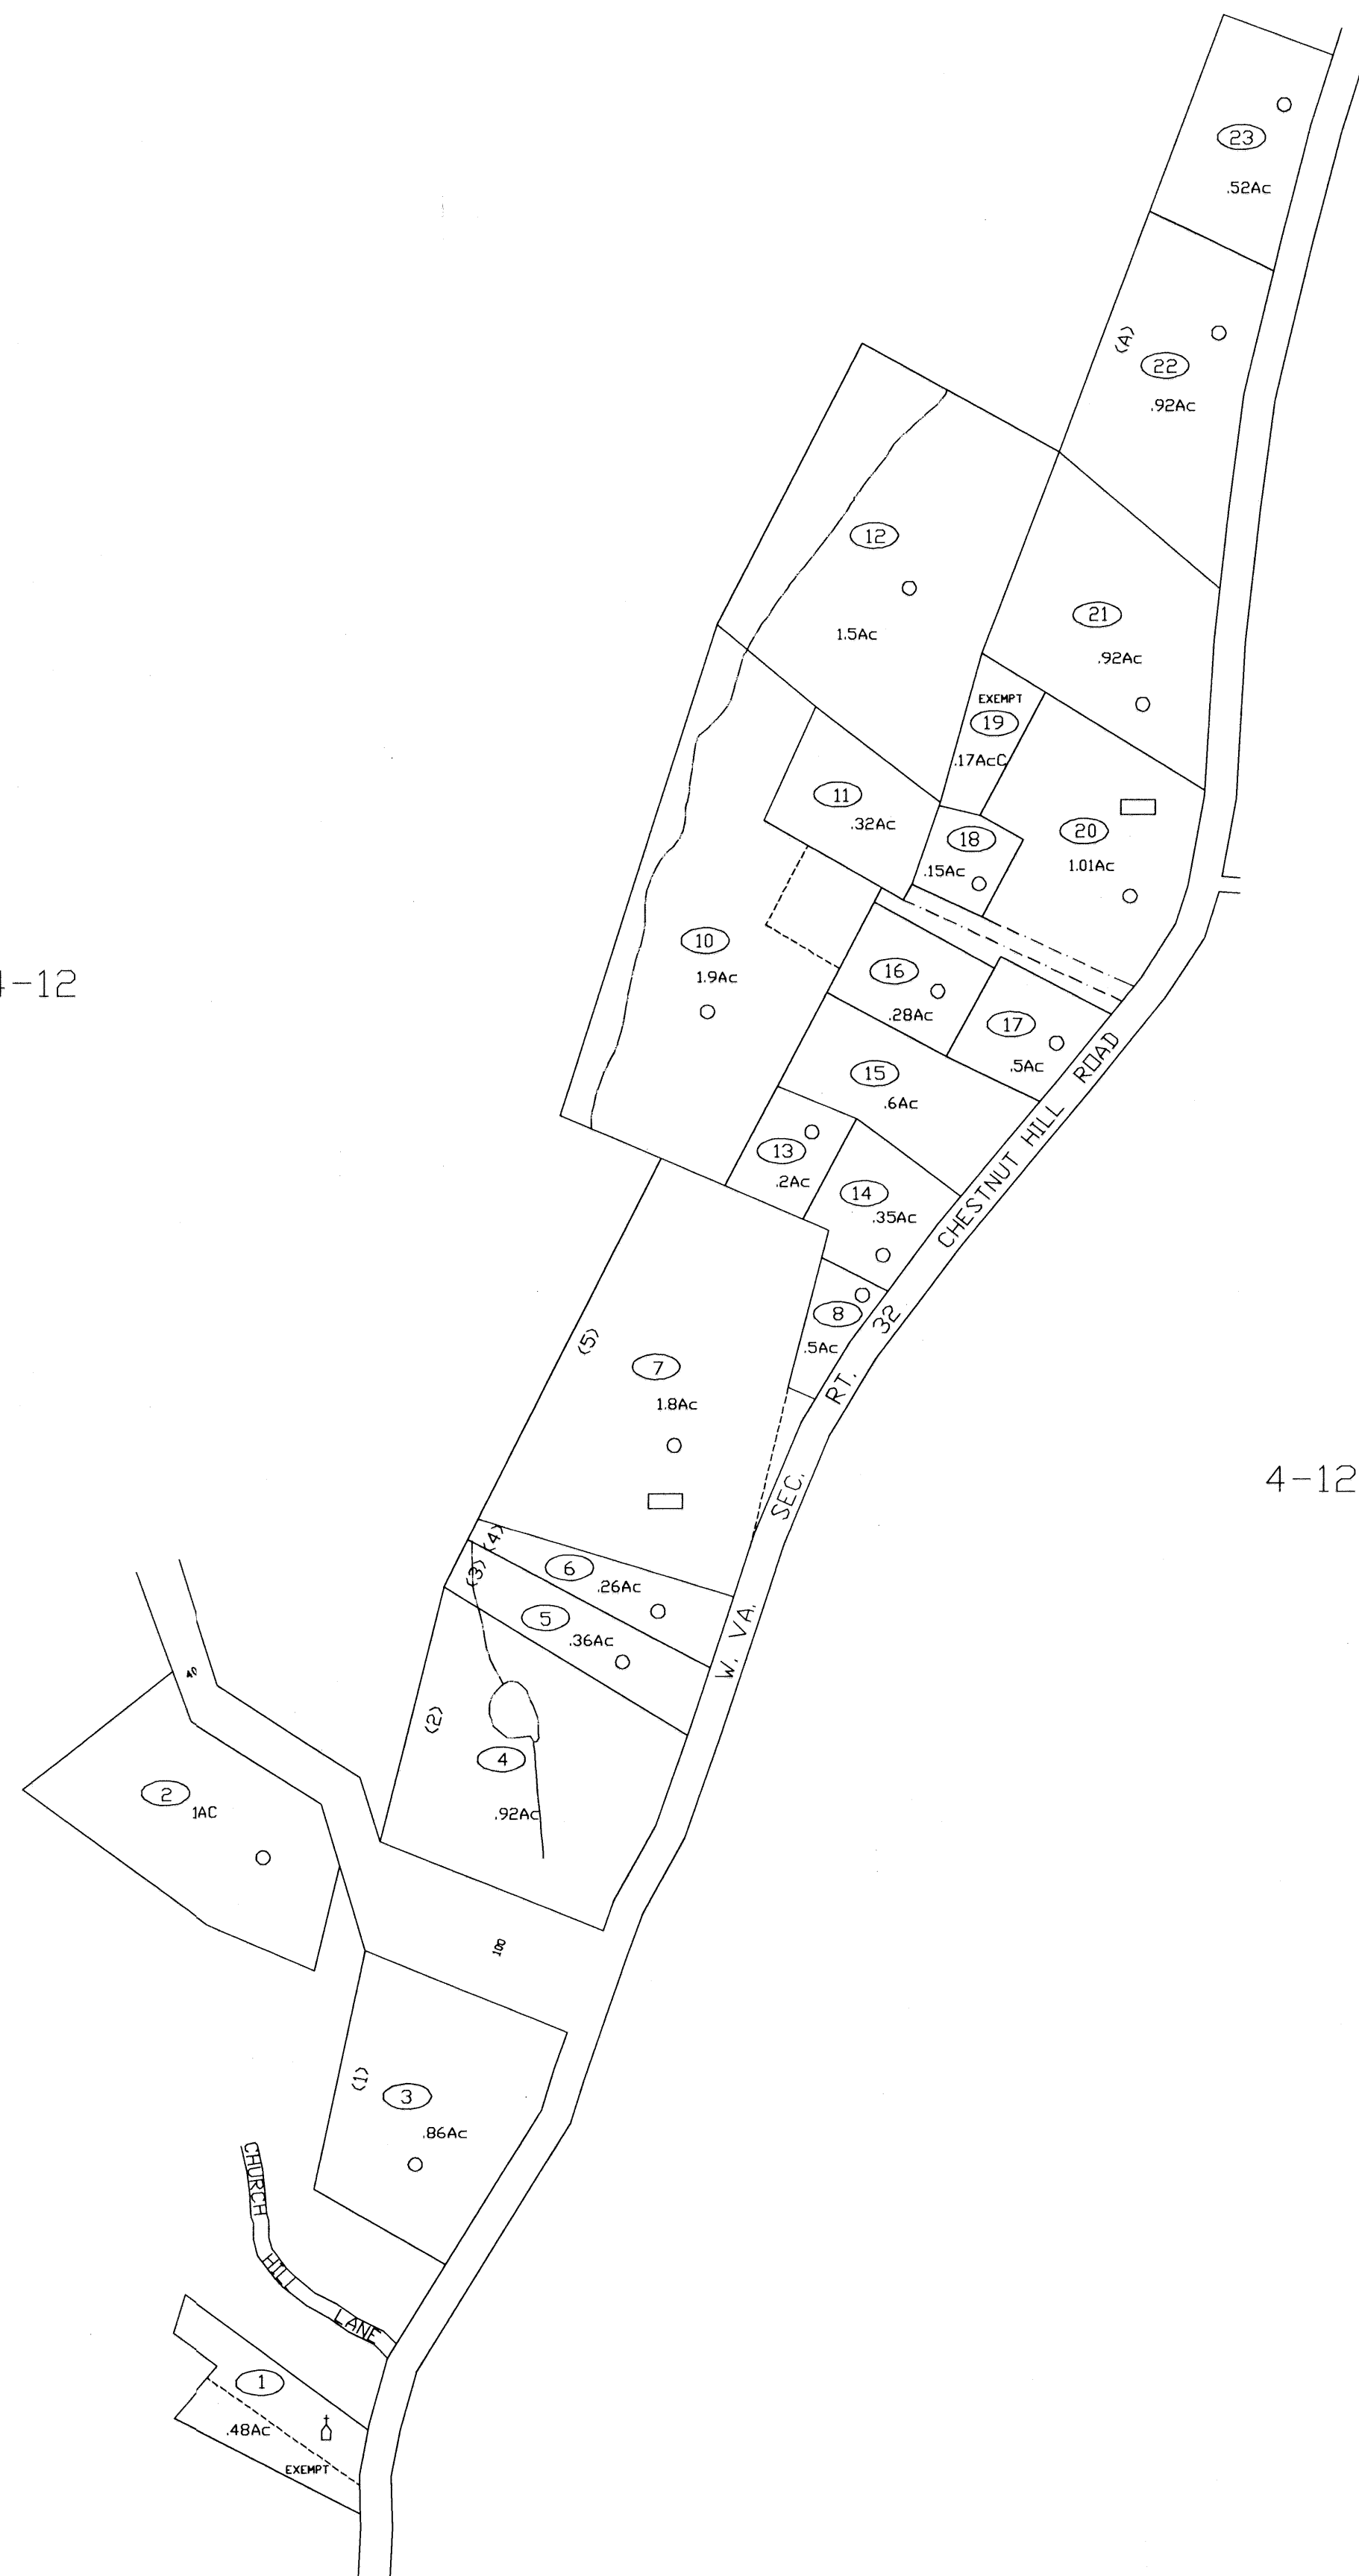 23
.52Ac
(A)
22
.92Ac
12
1.5Ac
21
.92Ac
EXEMPT
19
.17AcC
11
.32Ac
18
.15Ac
20
1.01Ac
10
1.9Ac
16
.28Ac
17
.5Ac
4-12
15
.6Ac
13
.2Ac
14
.35Ac
8
.5Ac
W. VA. SEC. RT. 32 CHESTNUT HILL ROAD
(5)
7
1.8Ac
4-12
(4)
6
.26Ac
(3)
5
.36Ac
40
(2)
4
.92Ac
2
1AC
100
(1)
3
.86Ac
CHURCH HILL LANE
1
.48Ac
EXEMPT